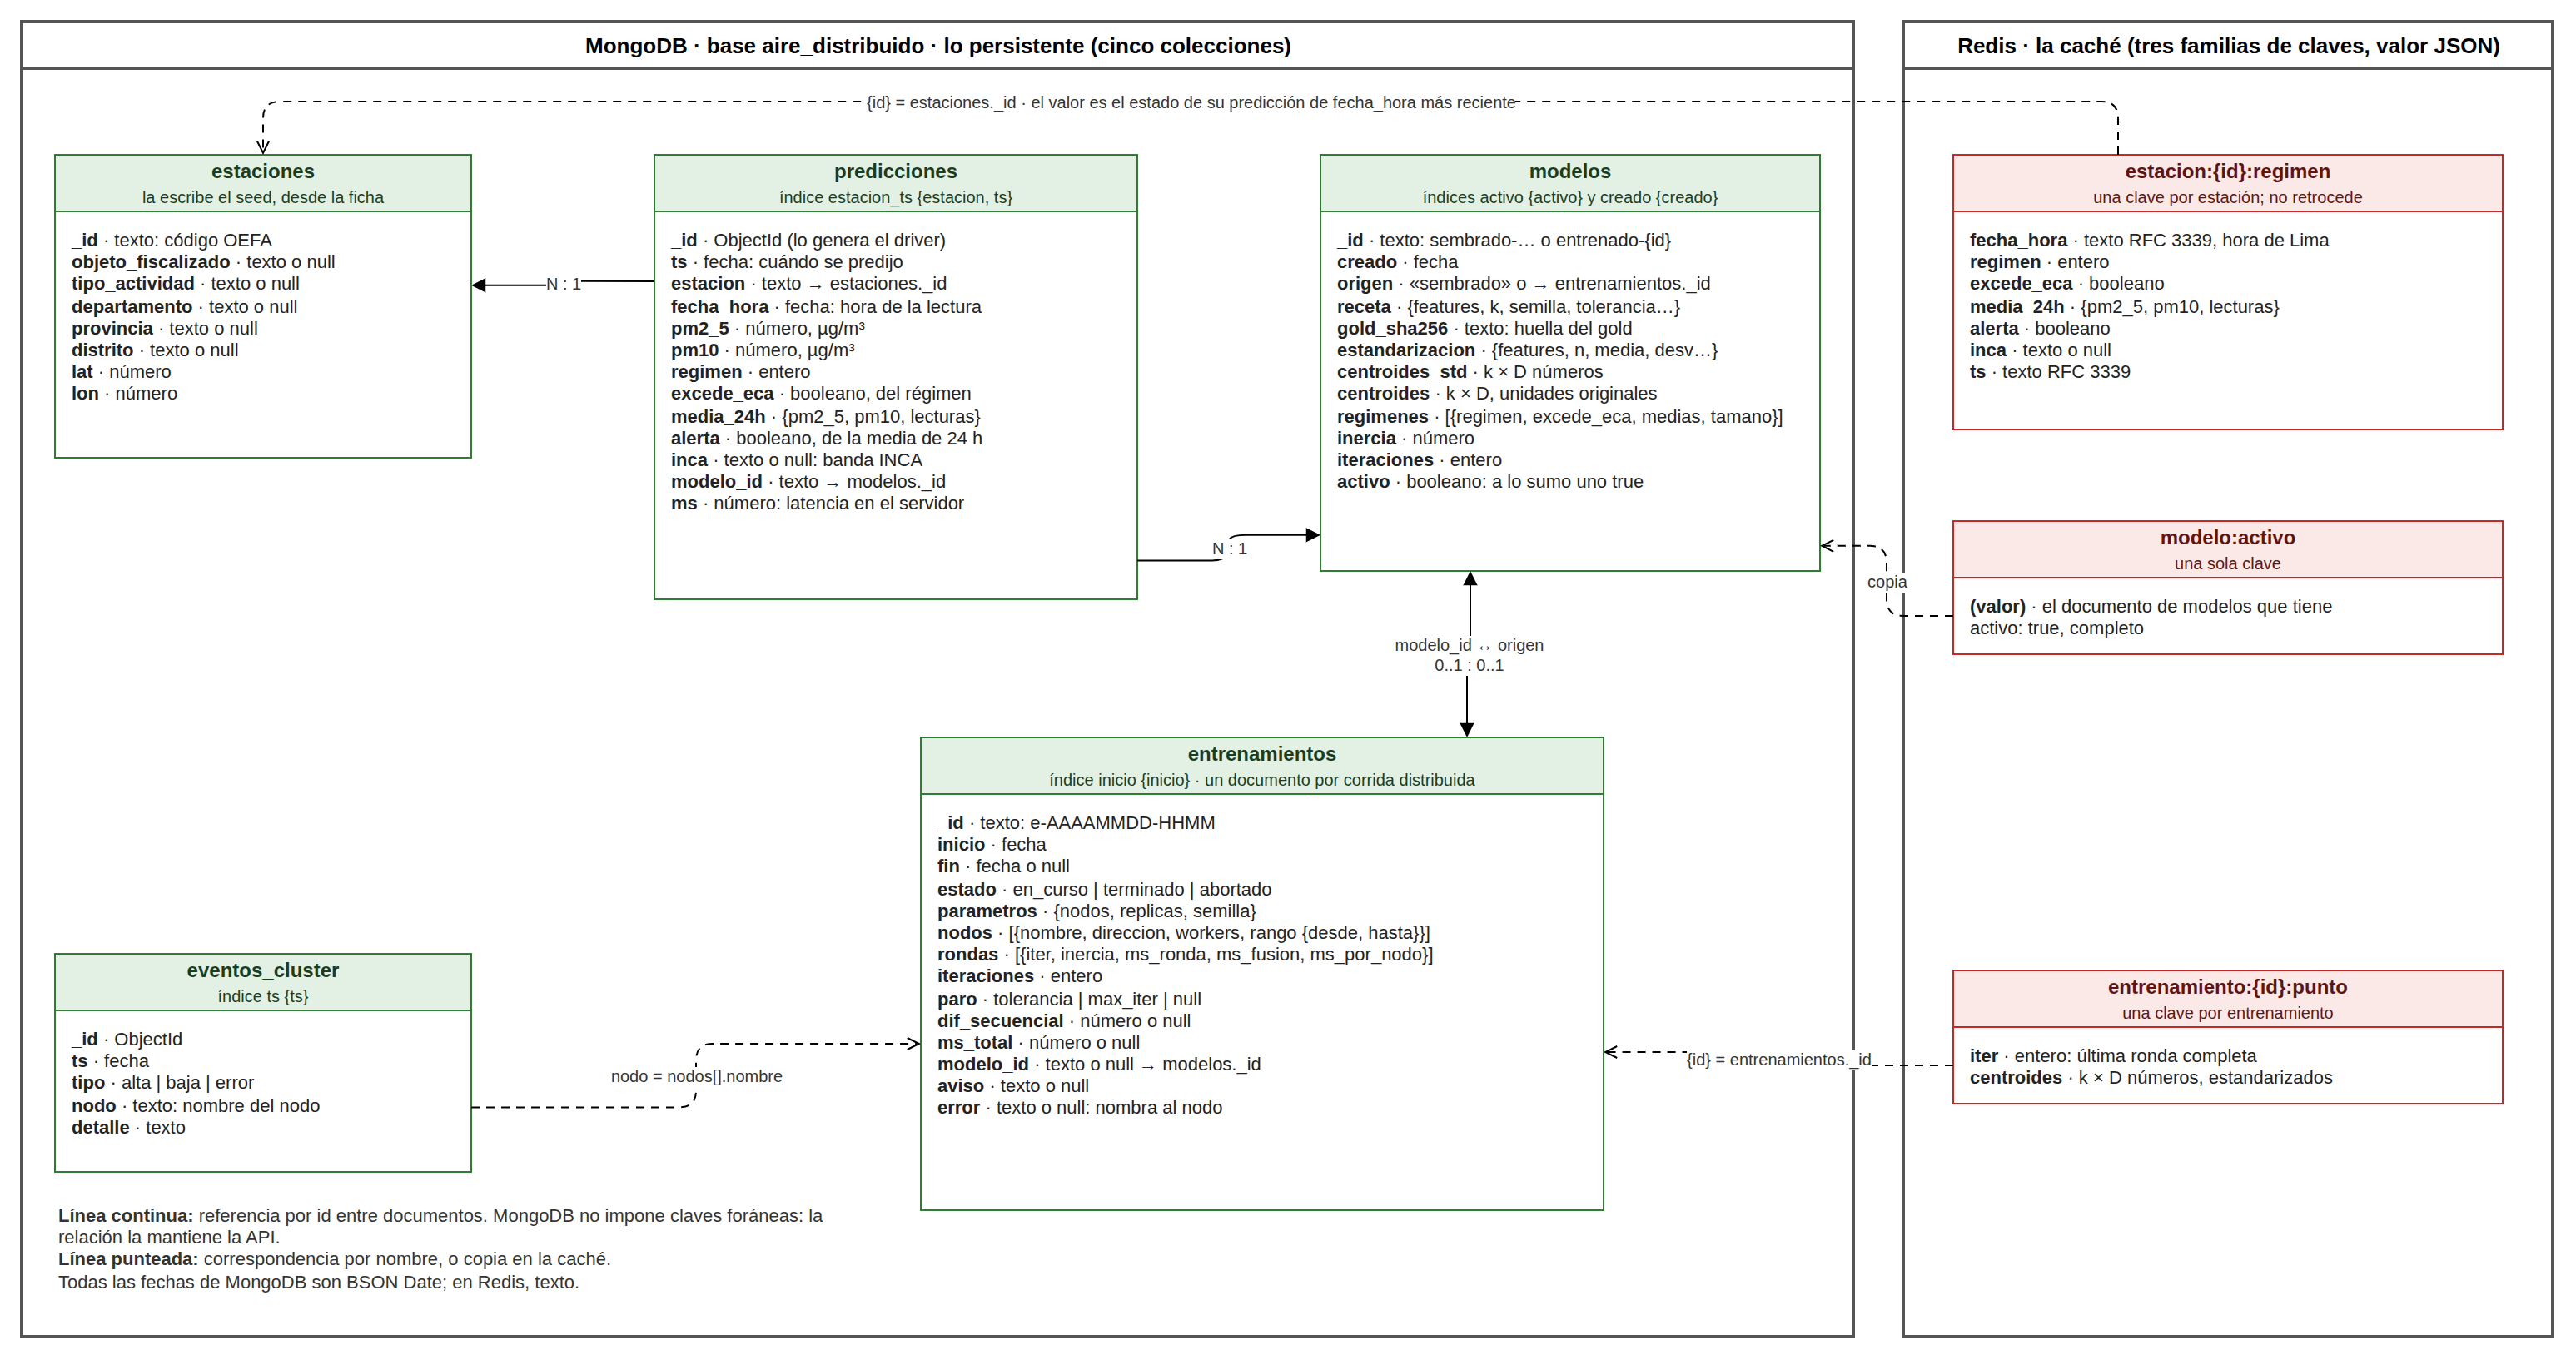 MongoDB · base aire_distribuido · lo persistente (cinco colecciones)
Redis · la caché (tres familias de claves, valor JSON)
{id} = estaciones._id · el valor es el estado de su predicción de fecha_hora más reciente
estaciones
la escribe el seed, desde la ficha
_id · texto: código OEFA
objeto_fiscalizado · texto o null
tipo_actividad · texto o null
departamento · texto o null
provincia · texto o null
distrito · texto o null
lat · número
lon · número
N : 1
predicciones
índice estacion_ts {estacion, ts}
_id · ObjectId (lo genera el driver)
ts · fecha: cuándo se predijo
estacion · texto → estaciones._id
fecha_hora · fecha: hora de la lectura
pm2_5 · número, µg/m³
pm10 · número, µg/m³
regimen · entero
excede_eca · booleano, del régimen
media_24h · {pm2_5, pm10, lecturas}
alerta · booleano, de la media de 24 h
inca · texto o null: banda INCA
modelo_id · texto → modelos._id
ms · número: latencia en el servidor
N : 1
modelos
índices activo {activo} y creado {creado}
_id · texto: sembrado-… o entrenado-{id}
creado · fecha
origen · «sembrado» o → entrenamientos._id
receta · {features, k, semilla, tolerancia…}
gold_sha256 · texto: huella del gold
estandarizacion · {features, n, media, desv…}
centroides_std · k × D números
centroides · k × D, unidades originales
regimenes · [{regimen, excede_eca, medias, tamano}]
inercia · número
iteraciones · entero
activo · booleano: a lo sumo uno true
estacion:{id}:regimen
una clave por estación; no retrocede
fecha_hora · texto RFC 3339, hora de Lima
regimen · entero
excede_eca · booleano
media_24h · {pm2_5, pm10, lecturas}
alerta · booleano
inca · texto o null
ts · texto RFC 3339
modelo:activo
una sola clave
(valor) · el documento de modelos que tiene
activo: true, completo
copia
modelo_id ↔ origen
0..1 : 0..1
entrenamientos
índice inicio {inicio} · un documento por corrida distribuida
_id · texto: e-AAAAMMDD-HHMM
inicio · fecha
fin · fecha o null
estado · en_curso | terminado | abortado
parametros · {nodos, replicas, semilla}
nodos · [{nombre, direccion, workers, rango {desde, hasta}}]
rondas · [{iter, inercia, ms_ronda, ms_fusion, ms_por_nodo}]
iteraciones · entero
paro · tolerancia | max_iter | null
dif_secuencial · número o null
ms_total · número o null
modelo_id · texto o null → modelos._id
aviso · texto o null
error · texto o null: nombra al nodo
eventos_cluster
índice ts {ts}
_id · ObjectId
ts · fecha
tipo · alta | baja | error
nodo · texto: nombre del nodo
detalle · texto
nodo = nodos[].nombre
{id} = entrenamientos._id
entrenamiento:{id}:punto
una clave por entrenamiento
iter · entero: última ronda completa
centroides · k × D números, estandarizados
Línea continua: referencia por id entre documentos. MongoDB no impone claves foráneas: la
relación la mantiene la API.
Línea punteada: correspondencia por nombre, o copia en la caché.
Todas las fechas de MongoDB son BSON Date; en Redis, texto.